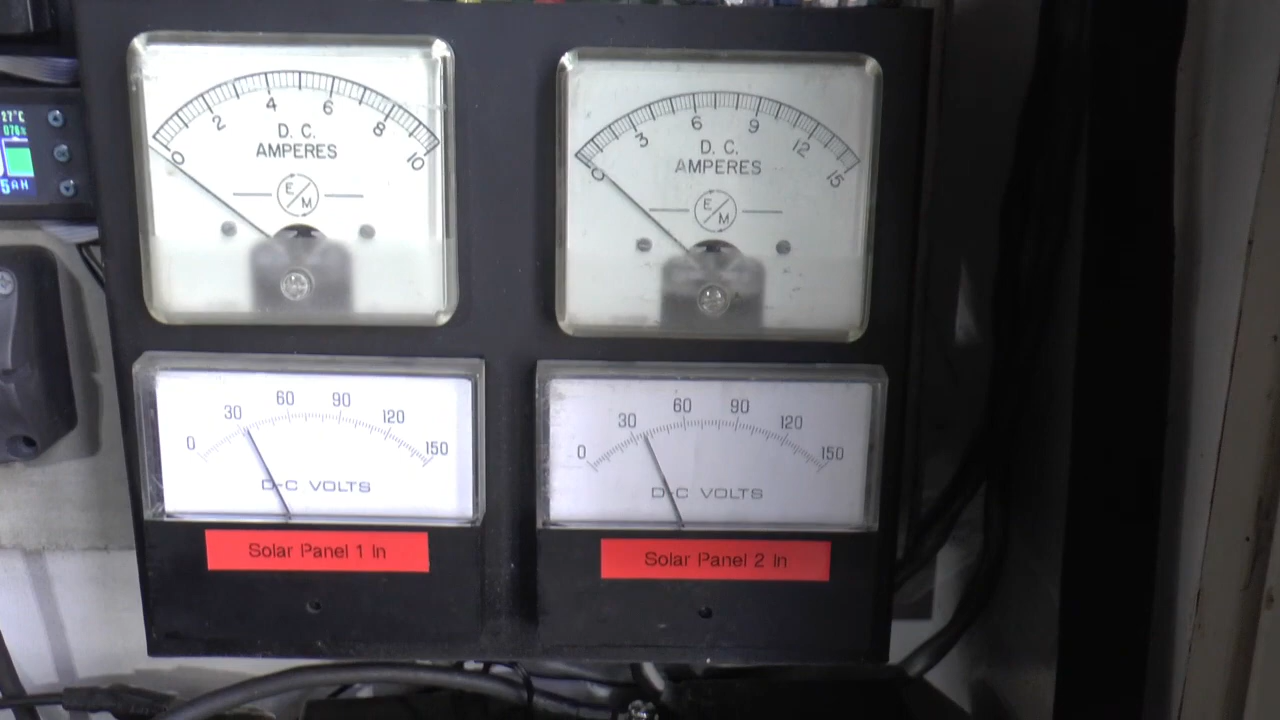 27°C
076%
5AH
0 2 4 6 8 10
D. C.
AMPERES
E/M
0 3 6 9 12 15
D. C.
AMPERES
E/M
0 30 60 90 120 150
D-C VOLTS
Solar Panel 1 In
0 30 60 90 120 150
D-C VOLTS
Solar Panel 2 In